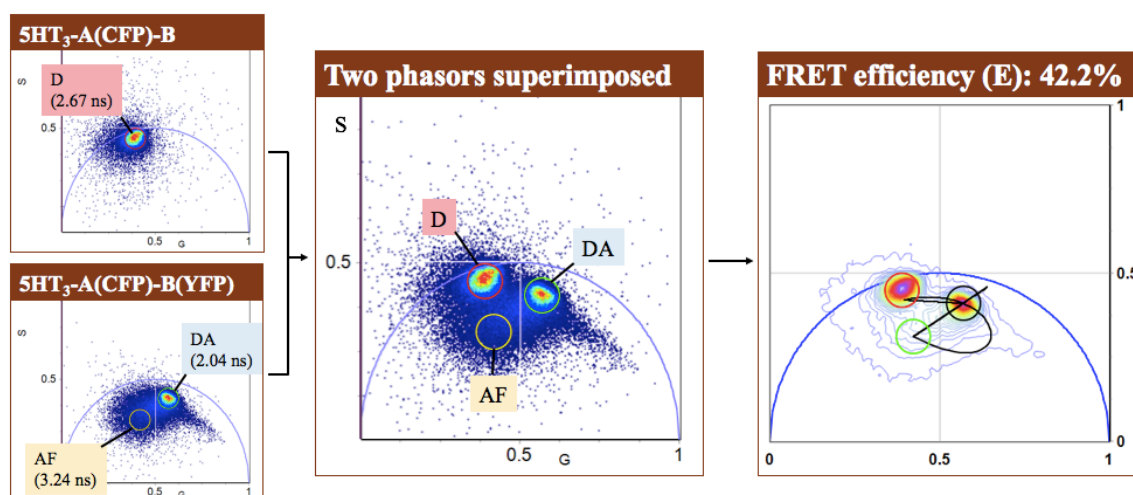 5HT₃-A(CFP)-B
S
D
(2.67 ns)
0.5
0.5
G
1
5HT₃-A(CFP)-B(YFP)
S
DA
(2.04 ns)
0.5
0.5
G
1
AF
(3.24 ns)
Two phasors superimposed
S
D
DA
0.5
AF
0.5
G
1
FRET efficiency (E): 42.2%
1
0.5
0
0
0.5
1